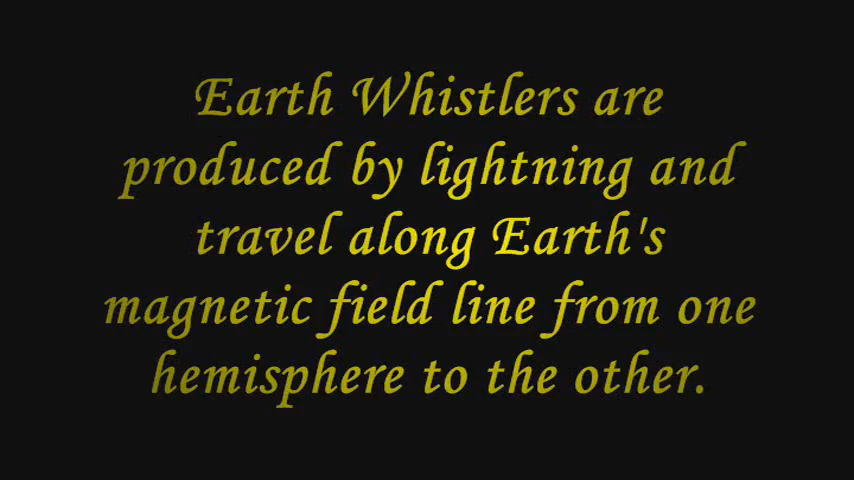 Earth Whistlers are
produced by lightning and
travel along Earth's
magnetic field line from one
hemisphere to the other.